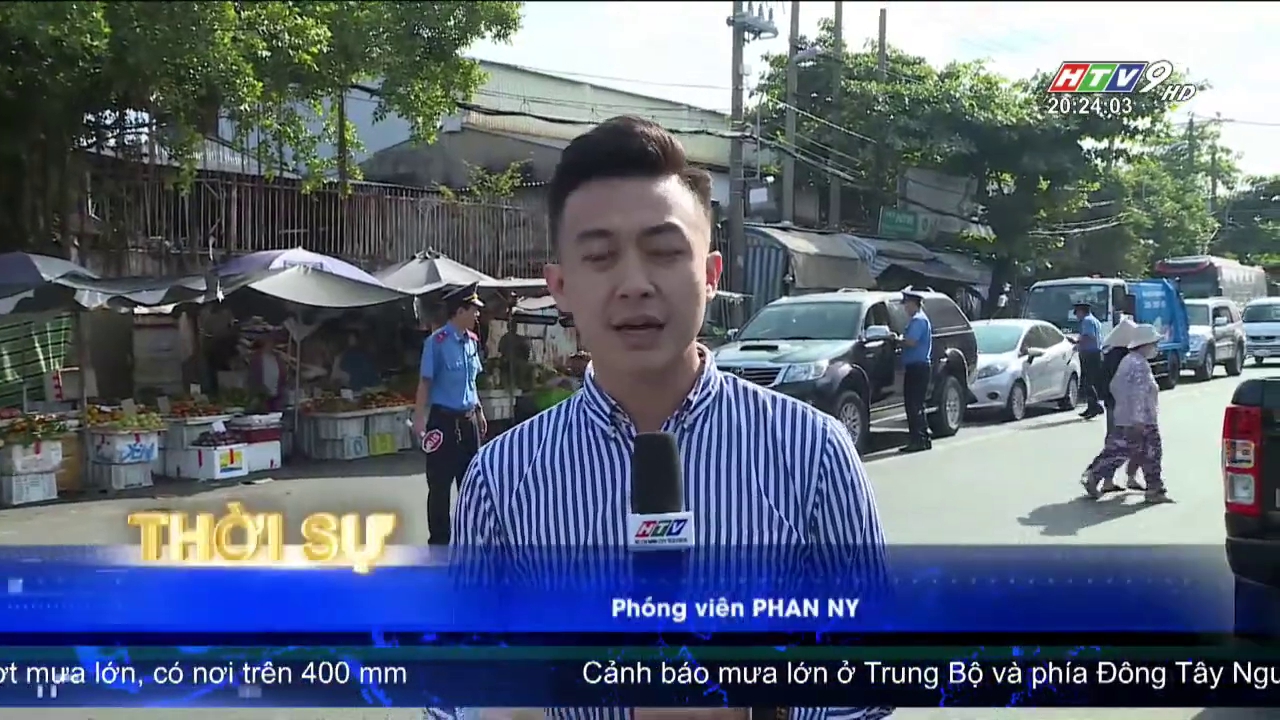 HTV9 HD
20:24:03
HTV
THỜI SỰ
Phóng viên PHAN NY
ợt mưa lớn, có nơi trên 400 mm
Cảnh báo mưa lớn ở Trung Bộ và phía Đông Tây Ngu